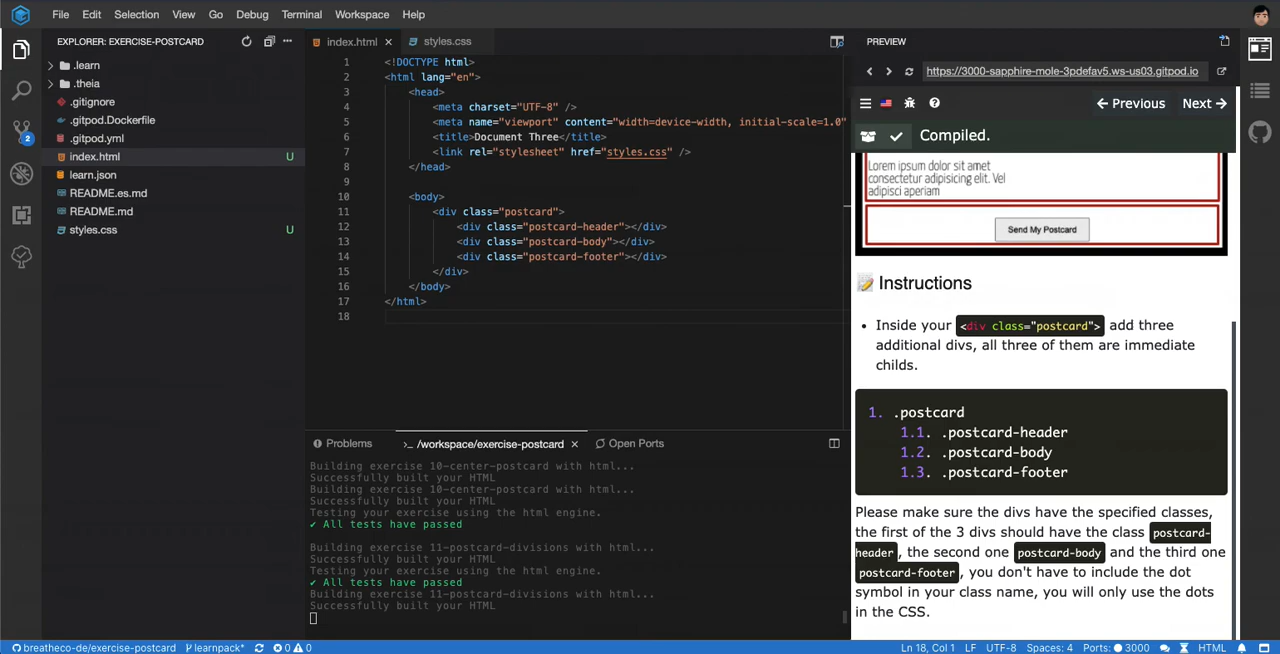 File Edit Selection View Go Debug Terminal Workspace Help
EXPLORER: EXERCISE-POSTCARD
.learn
.theia
.gitignore
.gitpod.Dockerfile
.gitpod.yml
index.html U
learn.json
README.es.md
README.md
styles.css U
2
index.html × styles.css
1 <!DOCTYPE html>
2 <html lang="en">
3 <head>
4 <meta charset="UTF-8" />
5 <meta name="viewport" content="width=device-width, initial-scale=1.0"
6 <title>Document Three</title>
7 <link rel="stylesheet" href="styles.css" />
8 </head>
9
10 <body>
11 <div class="postcard">
12 <div class="postcard-header"></div>
13 <div class="postcard-body"></div>
14 <div class="postcard-footer"></div>
15 </div>
16 </body>
17 </html>
18
Problems >_ /workspace/exercise-postcard × Open Ports
Building exercise 10-center-postcard with html...
Successfully built your HTML
Building exercise 10-center-postcard with html...
Successfully built your HTML
Testing your exercise using the html engine.
✔ All tests have passed
Building exercise 11-postcard-divisions with html...
Successfully built your HTML
Testing your exercise using the html engine.
✔ All tests have passed
Building exercise 11-postcard-divisions with html...
Successfully built your HTML
PREVIEW
https://3000-sapphire-mole-3pdefav5.ws-us03.gitpod.io
← Previous Next →
Compiled.
Lorem ipsum dolor sit amet
consectetur adipisicing elit. Vel
adipisci aperiam
Send My Postcard
Instructions
• Inside your <div class="postcard"> add three
additional divs, all three of them are immediate
childs.
1. .postcard
1.1. .postcard-header
1.2. .postcard-body
1.3. .postcard-footer
Please make sure the divs have the specified classes,
the first of the 3 divs should have the class postcard-
header, the second one postcard-body and the third one
postcard-footer, you don't have to include the dot
symbol in your class name, you will only use the dots
in the CSS.
breatheco-de/exercise-postcard learnpack* 0 0 Ln 18, Col 1 LF UTF-8 Spaces: 4 Ports: 3000 HTML